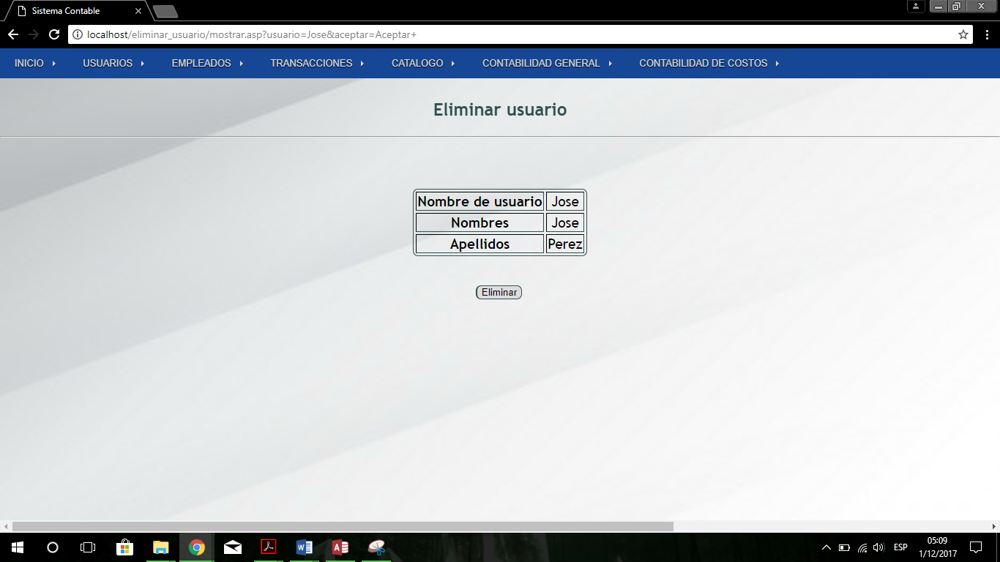 Sistema Contable
localhost/eliminar_usuario/mostrar.asp?usuario=Jose&aceptar=Aceptar+
INICIO USUARIOS EMPLEADOS TRANSACCIONES CATALOGO CONTABILIDAD GENERAL CONTABILIDAD DE COSTOS
Eliminar usuario
Nombre de usuario Jose
Nombres Jose
Apellidos Perez
Eliminar
ESP
05:09
1/12/2017